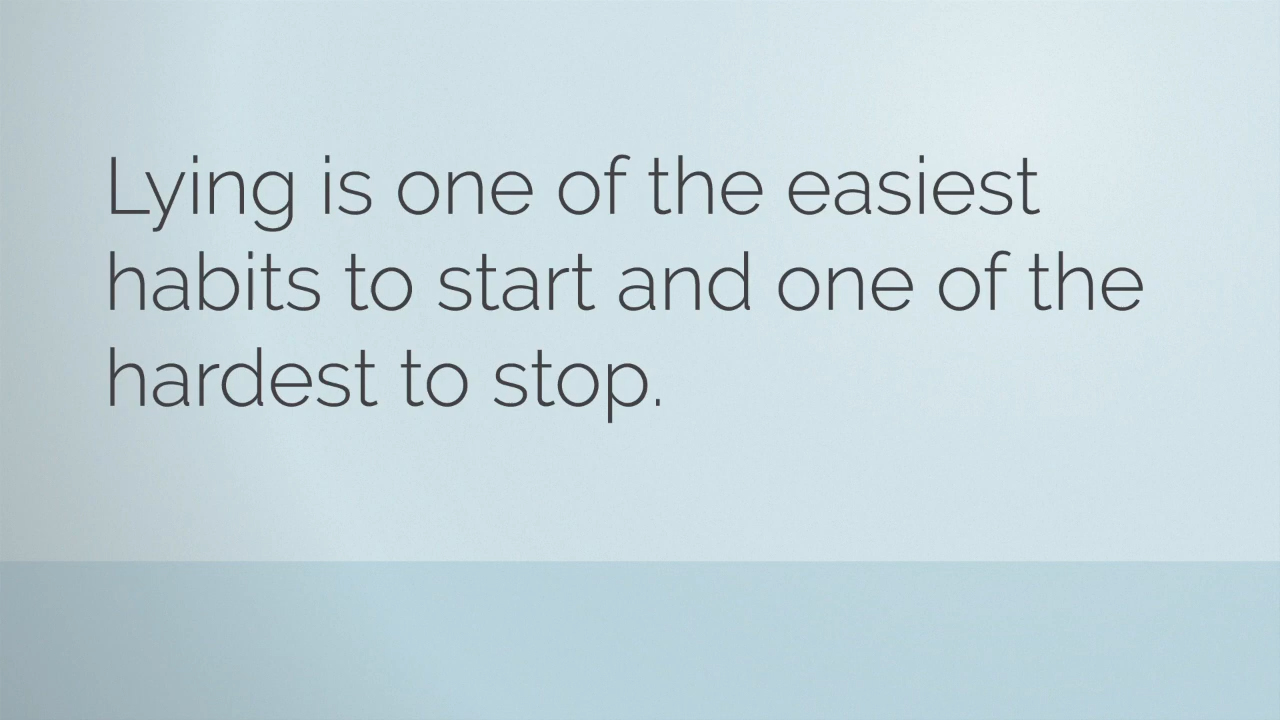 Lying is one of the easiest
habits to start and one of the
hardest to stop.